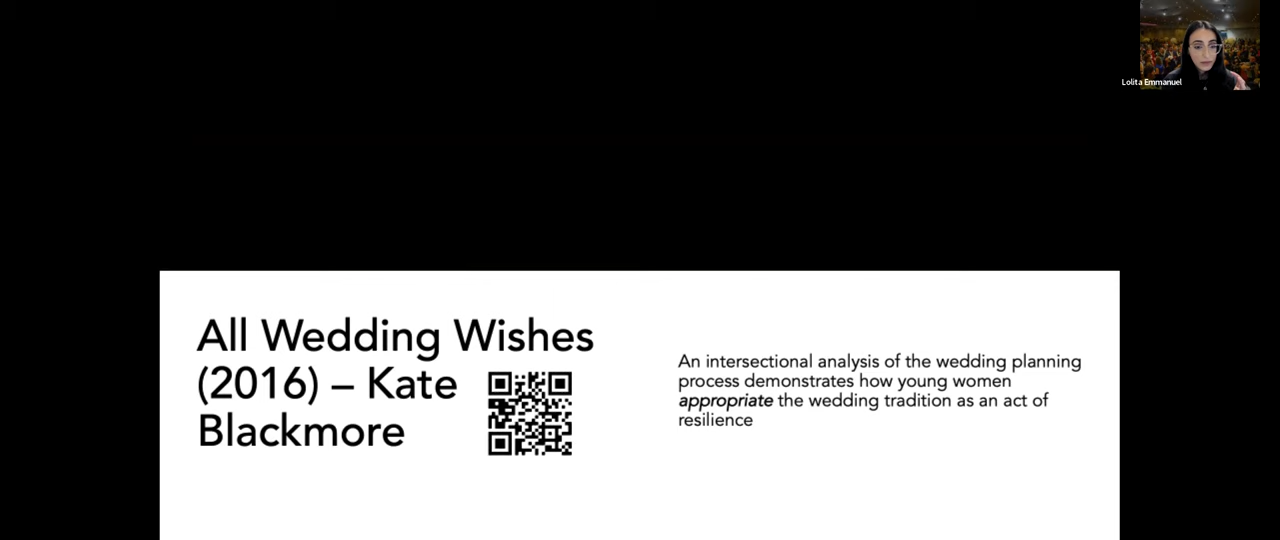 Lolita Emmanuel
All Wedding Wishes
(2016) – Kate
Blackmore
An intersectional analysis of the wedding planning
process demonstrates how young women
appropriate the wedding tradition as an act of
resilience